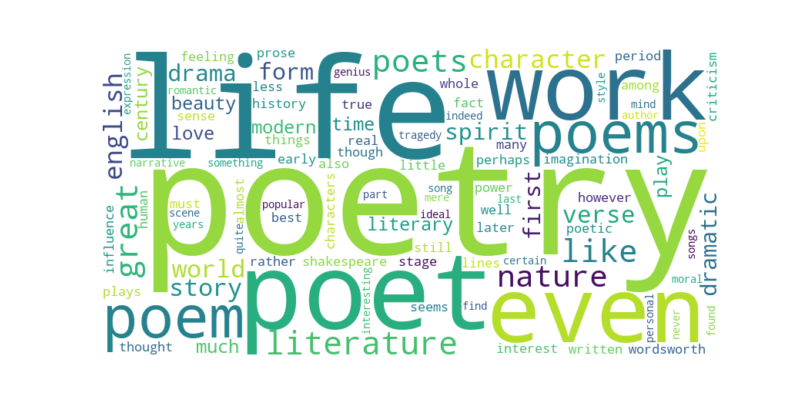 life
poetry
poet
work
poems
poem
even
literature
nature
like
great
english
century
drama
beauty
love
form
modern
time
poets
character
spirit
verse
first
dramatic
play
world
story
much
literary
feeling
prose
genius
whole
period
among
style
criticism
expression
romantic
less
history
true
fact
mind
author
upon
sense
things
real
though
tragedy
indeed
many
narrative
something
early
also
little
perhaps
imagination
human
must
scene
years
almost
quite
popular
best
part
characters
song
mere
ideal
power
well
last
later
however
poetic
songs
influence
rather
shakespeare
stage
still
lines
certain
moral
plays
thought
interesting
seems
find
personal
never
found
interest
written
wordsworth